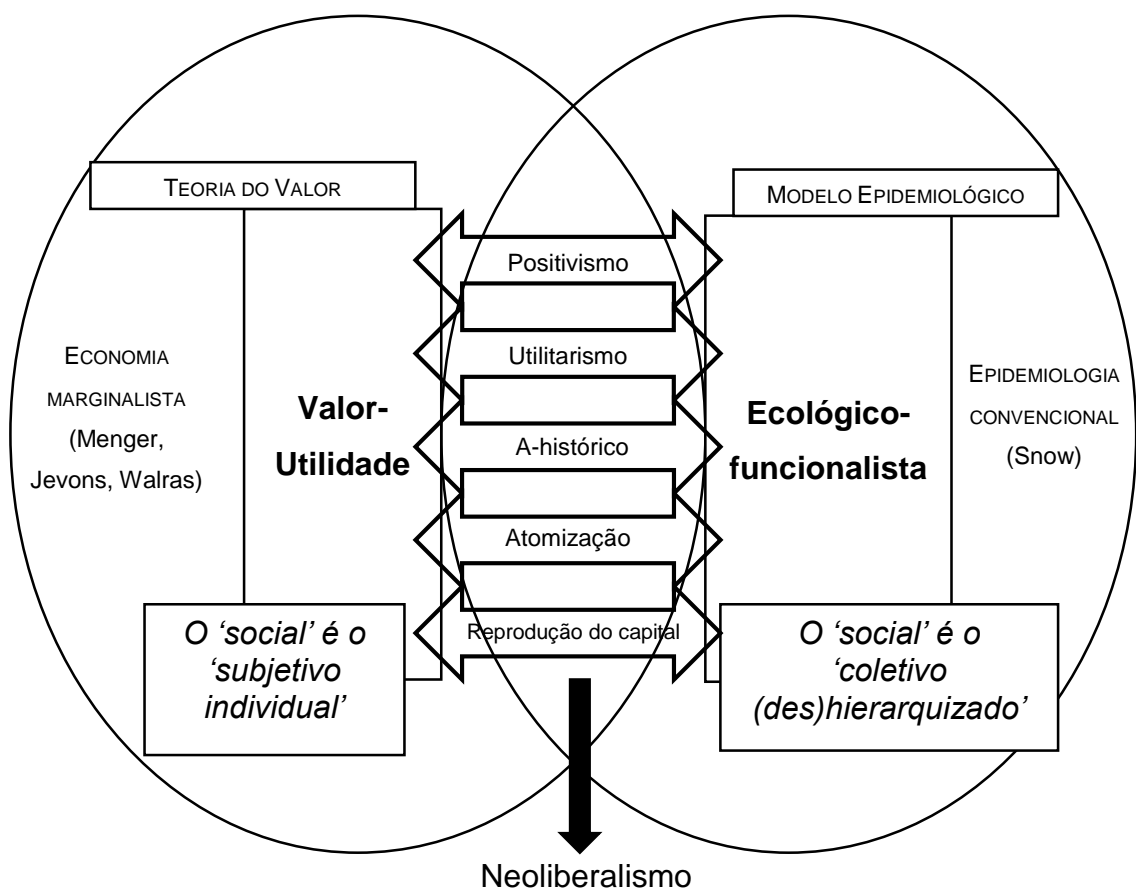 TEORIA DO VALOR
ECONOMIA
MARGINALISTA
(Menger,
Jevons, Walras)
Valor-
Utilidade
O ‘social’ é o
‘subjetivo
individual’
Positivismo
Utilitarismo
A-histórico
Atomização
Reprodução do capital
MODELO EPIDEMIOLÓGICO
Ecológico-
funcionalista
EPIDEMIOLOGIA
CONVENCIONAL
(Snow)
O ‘social’ é o
‘coletivo
(des)hierarquizado’
Neoliberalismo